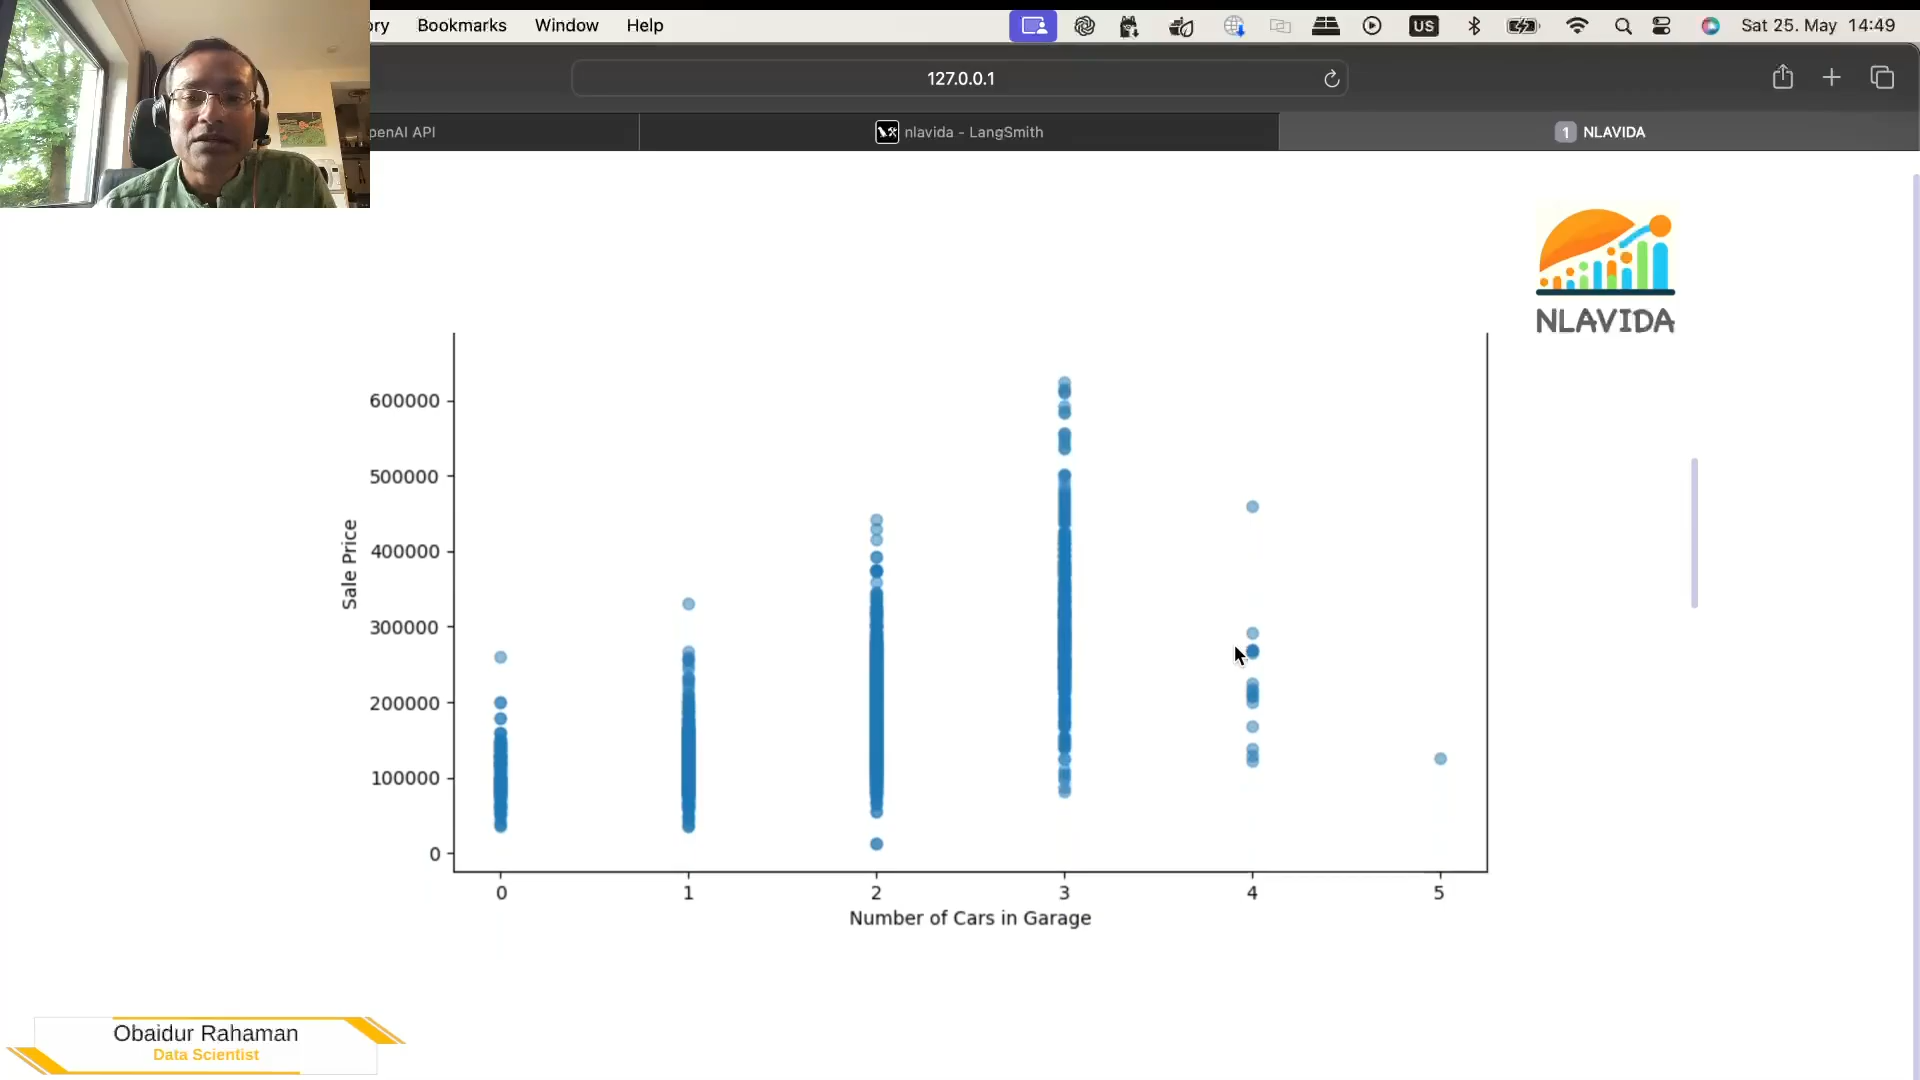 ory Bookmarks Window Help US Sat 25. May 14:49
127.0.0.1
penAI API nlavida - LangSmith 1 NLAVIDA
NLAVIDA
600000
500000
400000
300000
200000
100000
0
Sale Price
0 1 2 3 4 5
Number of Cars in Garage
Obaidur Rahaman
Data Scientist